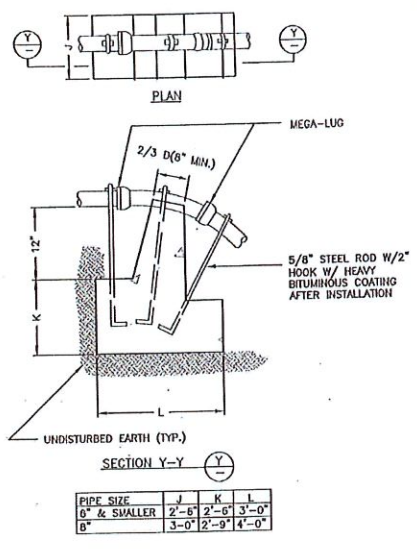 Y
–
J
Y
–
PLAN
MEGA-LUG
2/3 D(8" MIN.)
12"
5/8" STEEL ROD W/2"
HOOK W/ HEAVY
BITUMINOUS COATING
AFTER INSTALLATION
K
L
UNDISTURBED EARTH (TYP.)
SECTION Y-Y
Y
–
PIPE SIZE J K L
6" & SMALLER 2'-6" 2'-6" 3'-0"
8" 3-0" 2'-9" 4'-0"